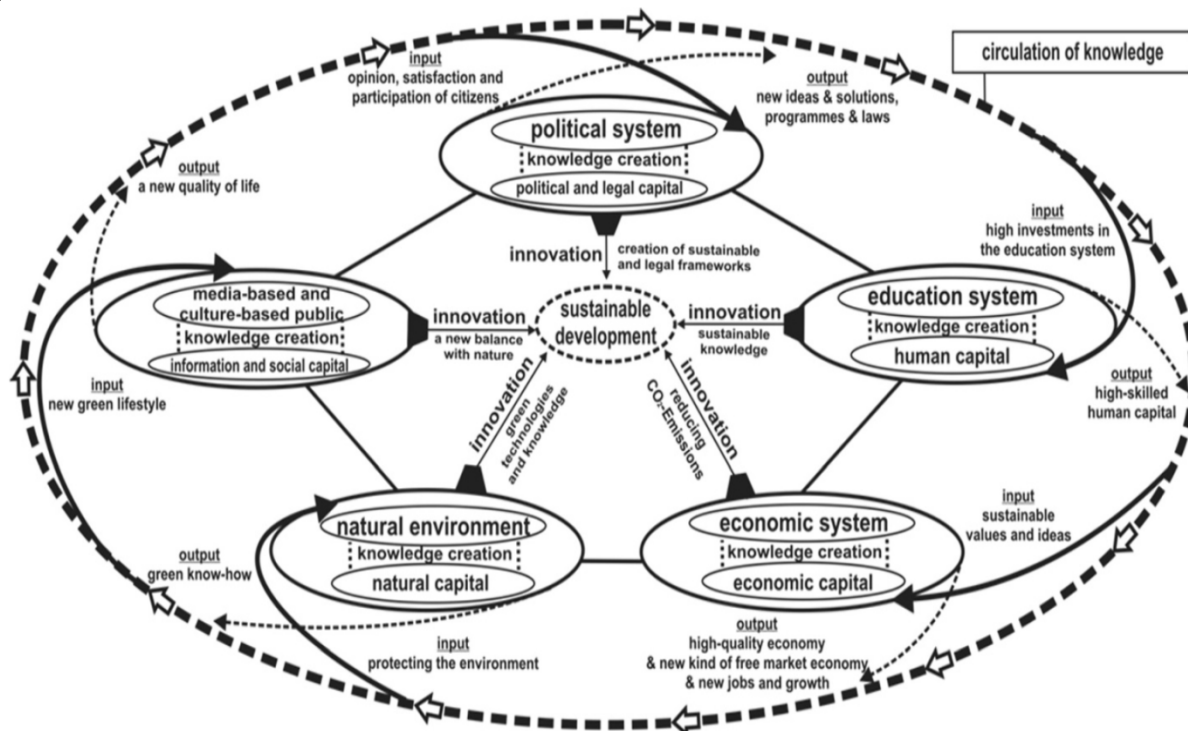 circulation of knowledge
input
opinion, satisfaction and
participation of citizens
output
new ideas & solutions,
programmes & laws
political system
knowledge creation
political and legal capital
output
a new quality of life
innovation
creation of sustainable
and legal frameworks
input
high investments in
the education system
media-based and
culture-based public
knowledge creation
information and social capital
innovation
a new balance
with nature
sustainable
development
innovation
sustainable
knowledge
education system
knowledge creation
human capital
input
new green lifestyle
output
high-skilled
human capital
innovation
green
technologies
and knowledge
innovation
reducing
CO₂-Emissions
natural environment
knowledge creation
natural capital
economic system
knowledge creation
economic capital
input
sustainable
values and ideas
output
green know-how
input
protecting the environment
output
high-quality economy
& new kind of free market economy
& new jobs and growth